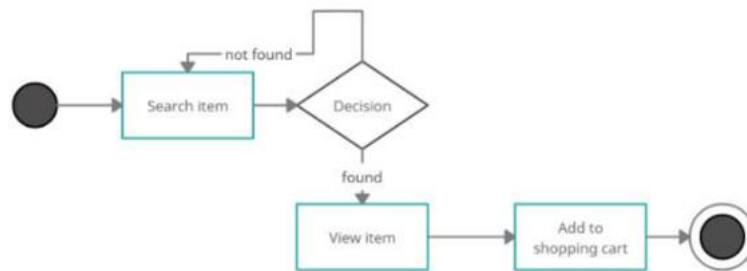 not found
Search item
Decision
found
View item
Add to
shopping cart